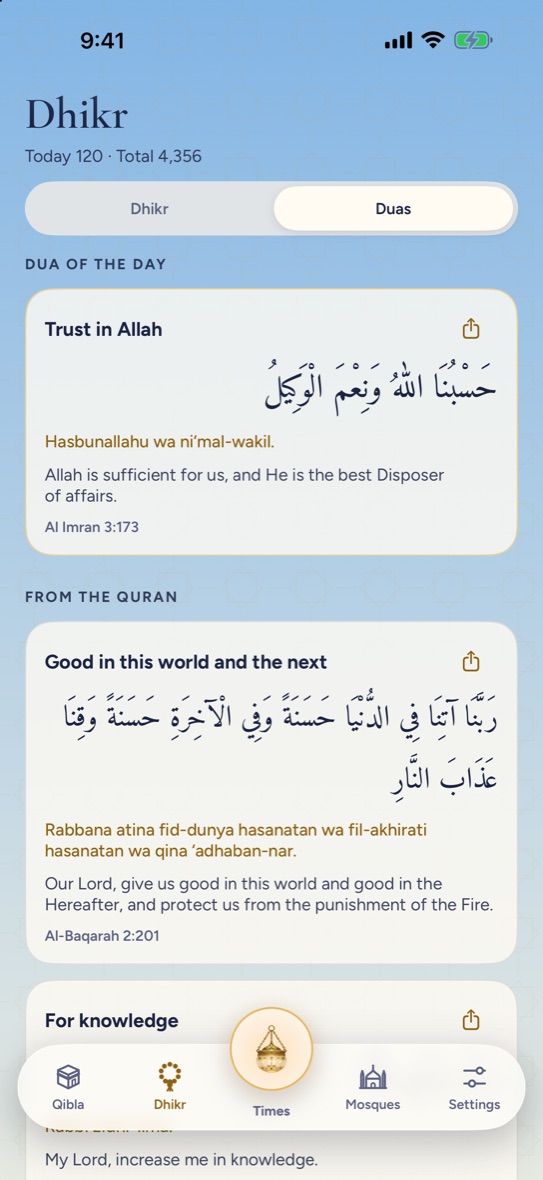 9:41
Dhikr
Today 120 · Total 4,356
Dhikr
Duas
DUA OF THE DAY
Trust in Allah
حَسْبُنَا اللَّهُ وَنِعْمَ الْوَكِيلُ
Hasbunallahu wa ni‘mal-wakil.
Allah is sufficient for us, and He is the best Disposer
of affairs.
Al Imran 3:173
FROM THE QURAN
Good in this world and the next
رَبَّنَا آتِنَا فِي الدُّنْيَا حَسَنَةً وَفِي الْآخِرَةِ حَسَنَةً وَقِنَا
عَذَابَ النَّارِ
Rabbana atina fid-dunya hasanatan wa fil-akhirati
hasanatan wa qina ‘adhaban-nar.
Our Lord, give us good in this world and good in the
Hereafter, and protect us from the punishment of the Fire.
Al-Baqarah 2:201
For knowledge
Qibla
Dhikr
Times
Mosques
Settings
My Lord, increase me in knowledge.